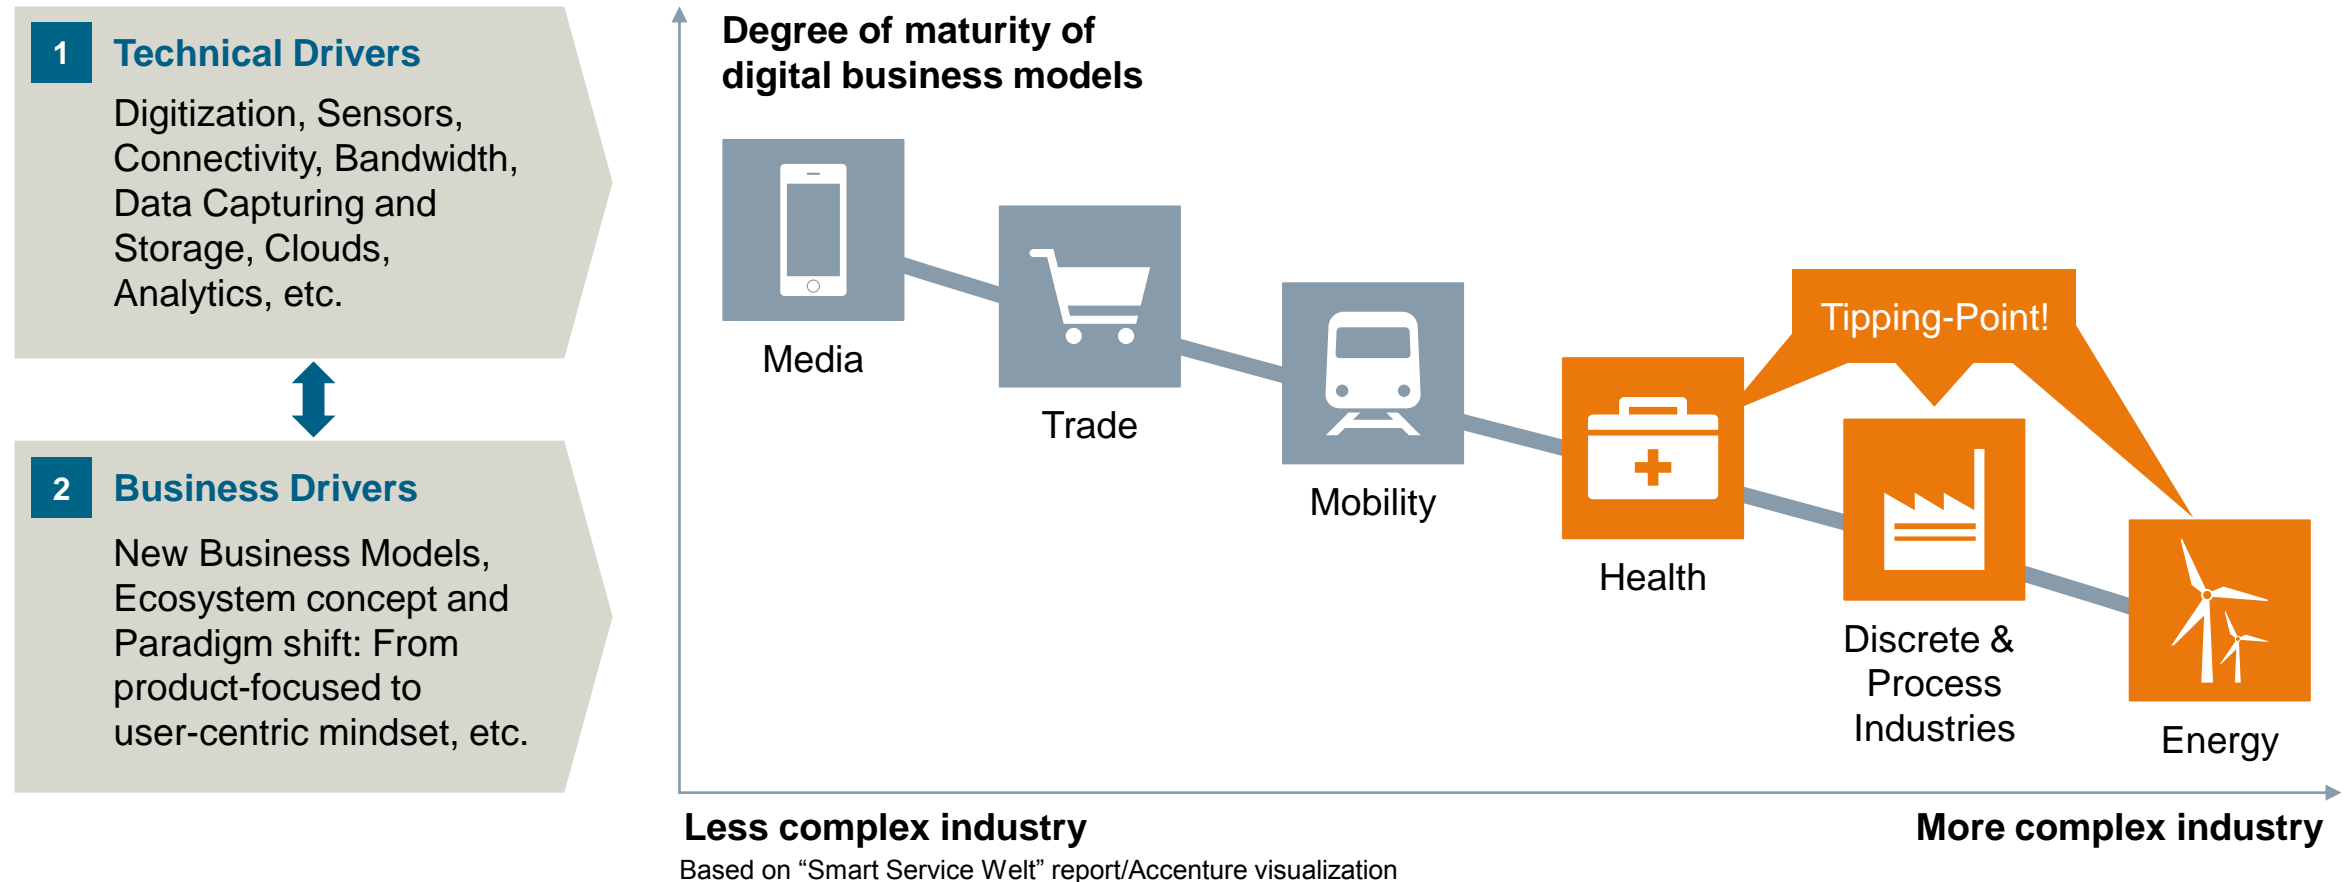 1 Technical Drivers
Digitization, Sensors,
Connectivity, Bandwidth,
Data Capturing and
Storage, Clouds,
Analytics, etc.
2 Business Drivers
New Business Models,
Ecosystem concept and
Paradigm shift: From
product-focused to
user-centric mindset, etc.
Degree of maturity of
digital business models
Media
Trade
Mobility
Health
Tipping-Point!
Discrete &
Process
Industries
Energy
Less complex industry
More complex industry
Based on “Smart Service Welt” report/Accenture visualization